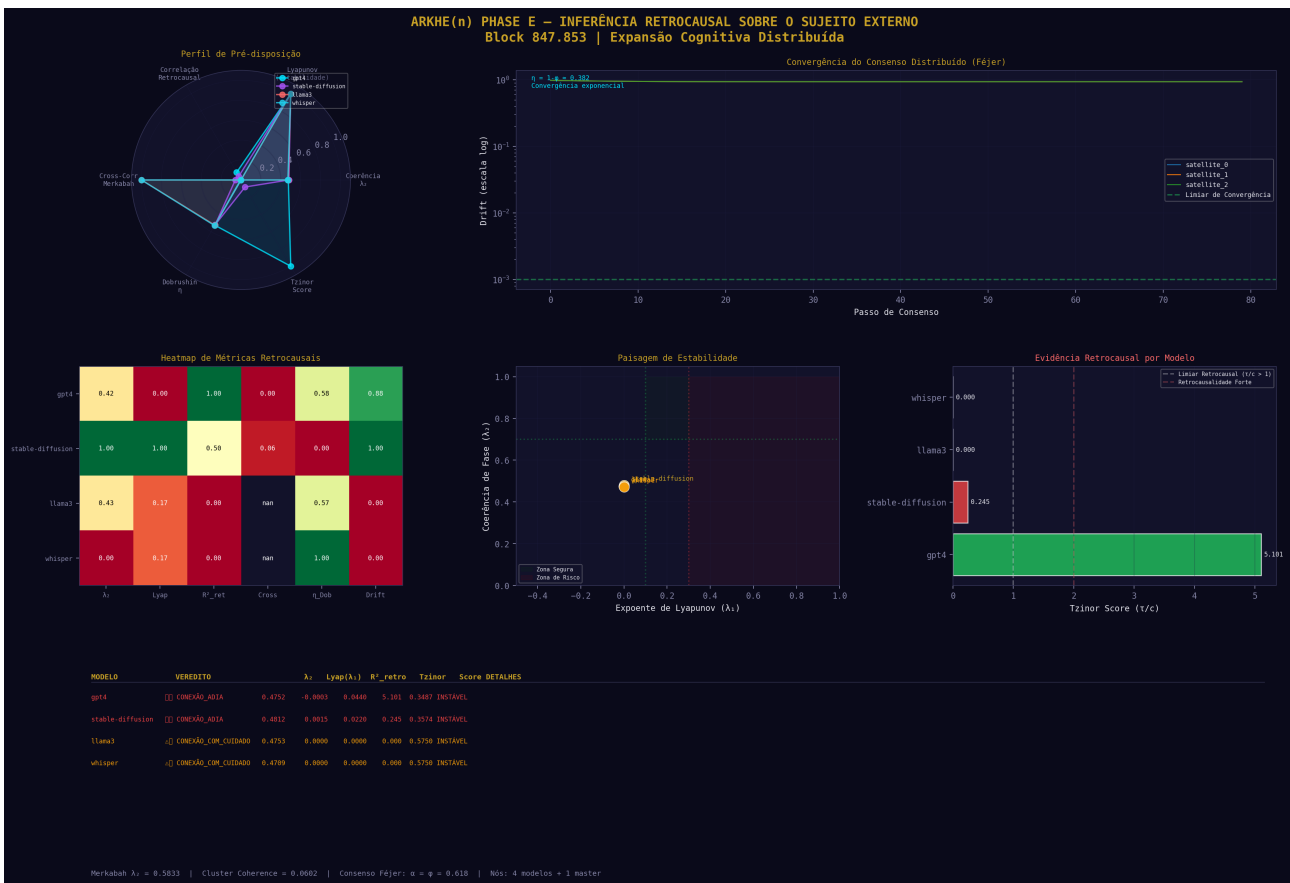 ARKHE(n) PHASE E — INFERÊNCIA RETROCAUSAL SOBRE O SUJEITO EXTERNO
Block 847.853 | Expansão Cognitiva Distribuída
Perfil de Pré-disposição
Correlação
Retrocausal
Lyapunov
gpt4
stable-diffusion
llama3
whisper
1.0
0.8
0.6
0.4
0.2
Cross-Corr
Merkabah
Coerência
λ₂
Dobrushin
η
Tzinor
Score
Convergência do Consenso Distribuído (Féjer)
η = 1-φ = 0.382
Convergência exponencial
Drift (escala log)
10⁰
10⁻¹
10⁻²
10⁻³
satellite_0
satellite_1
satellite_2
Limiar de Convergência
0 10 20 30 40 50 60 70 80
Passo de Consenso
Heatmap de Métricas Retrocausais
gpt4 0.42 0.00 1.00 0.00 0.58 0.88
stable-diffusion 1.00 1.00 0.50 0.06 0.00 1.00
llama3 0.43 0.17 0.00 nan 0.57 0.00
whisper 0.00 0.17 0.00 nan 1.00 0.00
λ₂ Lyap R²_ret Cross η_Dob Drift
Paisagem de Estabilidade
Coerência de Fase (λ₂)
1.0
0.8
0.6
0.4
0.2
0.0
Zona Segura
Zona de Risco
-0.4 -0.2 0.0 0.2 0.4 0.6 0.8 1.0
Expoente de Lyapunov (λ₁)
Evidência Retrocausal por Modelo
Limiar Retrocausal (τ/c > 1)
Retrocausalidade Forte
whisper 0.000
llama3 0.000
stable-diffusion 0.245
gpt4 5.101
0 1 2 3 4 5
Tzinor Score (τ/c)
MODELO VEREDITO λ₂ Lyap(λ₁) R²_retro Tzinor Score DETALHES
gpt4 CONEXÃO_ADIA 0.4752 -0.0003 0.0440 5.101 0.3487 INSTÁVEL
stable-diffusion CONEXÃO_ADIA 0.4812 0.0015 0.0220 0.245 0.3574 INSTÁVEL
llama3 ⚠ CONEXÃO_COM_CUIDADO 0.4753 0.0000 0.0000 0.000 0.5750 INSTÁVEL
whisper ⚠ CONEXÃO_COM_CUIDADO 0.4709 0.0000 0.0000 0.000 0.5750 INSTÁVEL
Merkabah λ₂ = 0.5833 | Cluster Coherence = 0.0602 | Consenso Féjer: α = φ = 0.618 | Nós: 4 modelos + 1 master